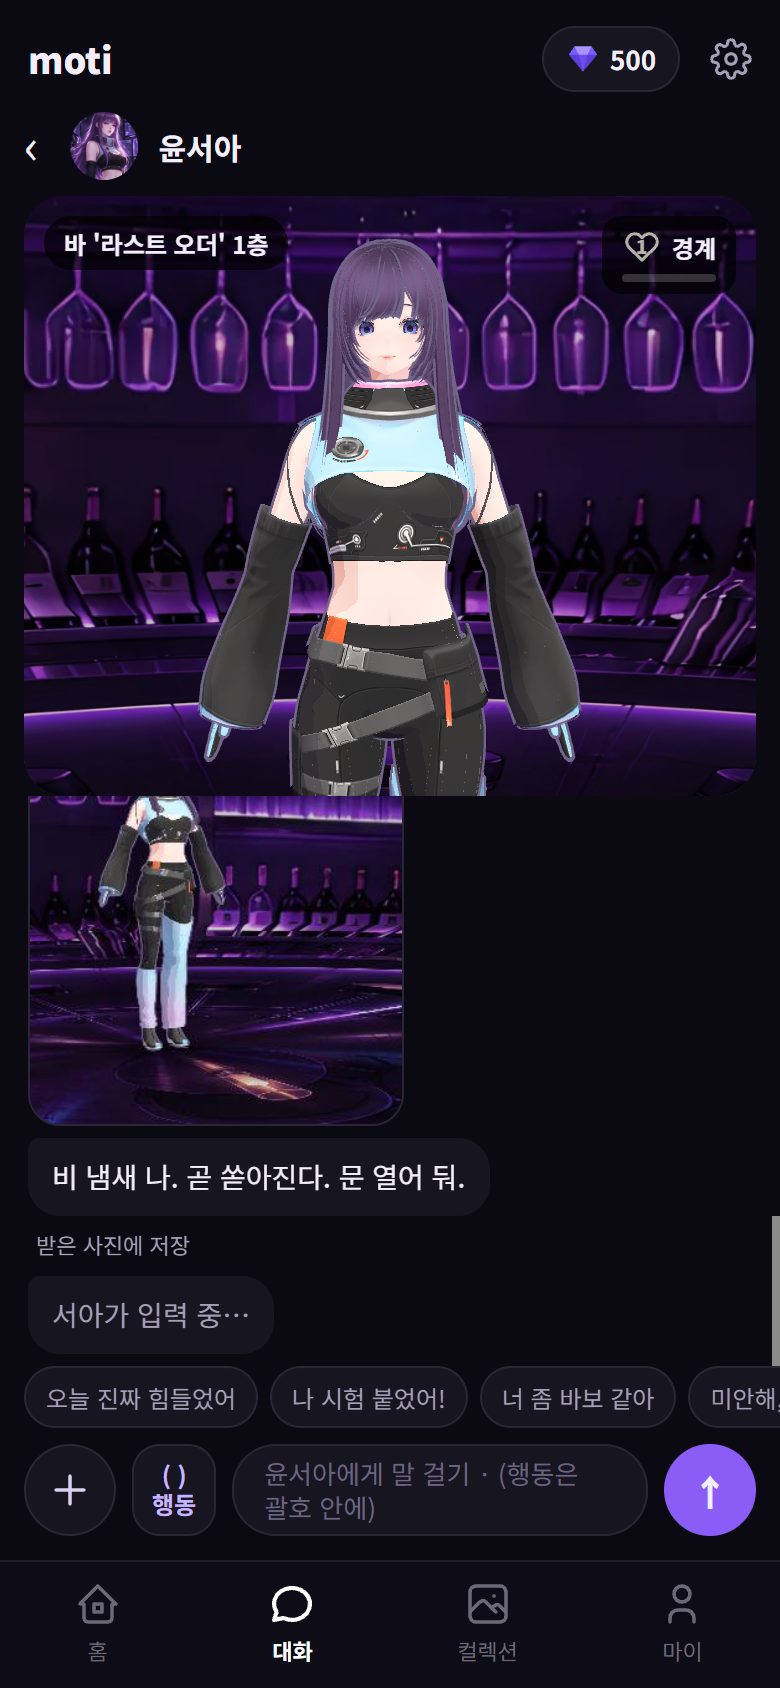 moti
500
윤서아
바 '라스트 오더' 1층
1 경계
비 냄새 나. 곧 쏟아진다. 문 열어 둬.
받은 사진에 저장
서아가 입력 중…
오늘 진짜 힘들었어
나 시험 붙었어!
너 좀 바보 같아
미안해,
( )
행동
윤서아에게 말 걸기 · (행동은
괄호 안에)
홈
대화
컬렉션
마이